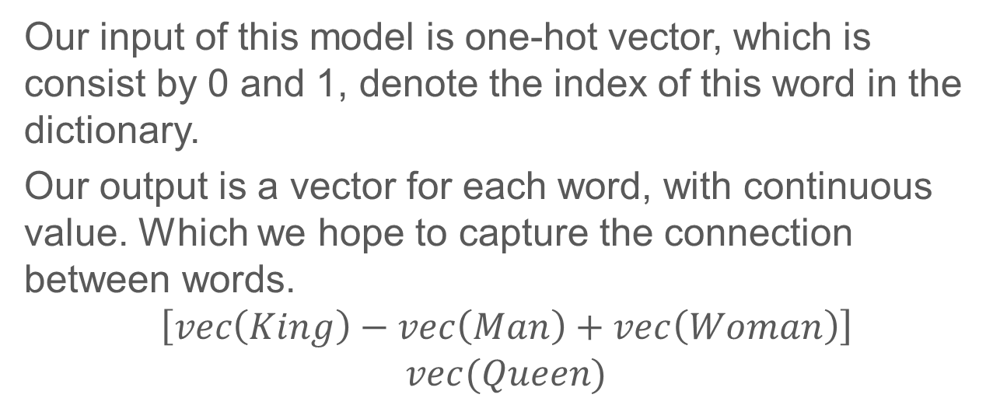 Our input of this model is one-hot vector, which is
consist by 0 and 1, denote the index of this word in the
dictionary.
Our output is a vector for each word, with continuous
value. Which we hope to capture the connection
between words.
[vec(King) − vec(Man) + vec(Woman)]
vec(Queen)